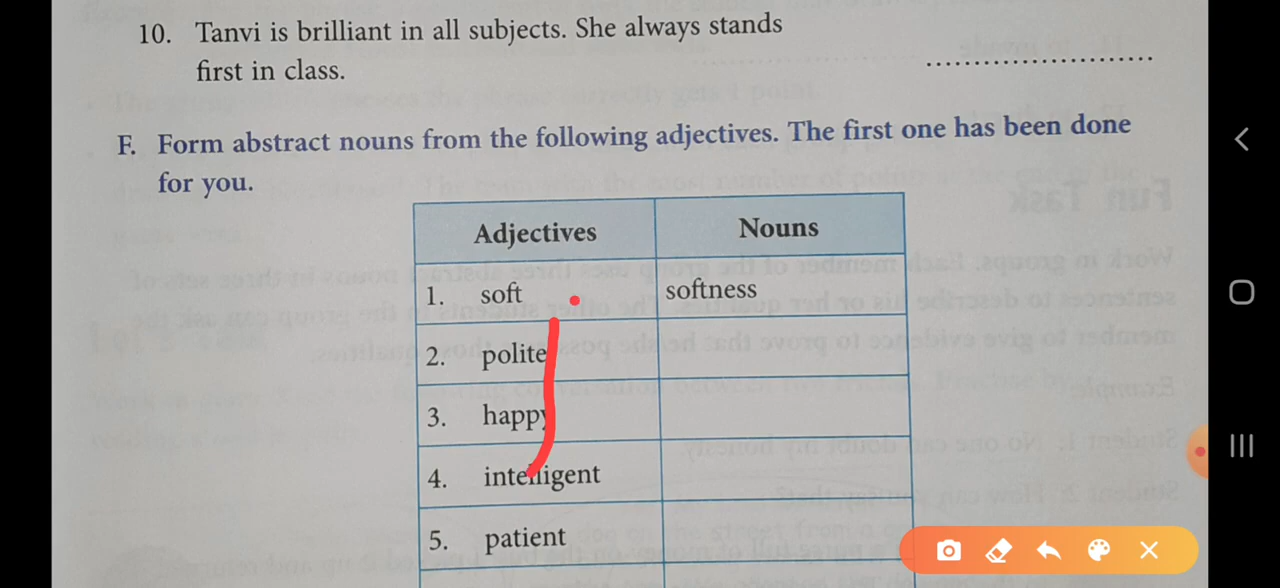 10. Tanvi is brilliant in all subjects. She always stands
first in class. ........................
F. Form abstract nouns from the following adjectives. The first one has been done
for you.
Adjectives Nouns
1. soft softness
2. polite
3. happy
4. intelligent
5. patient